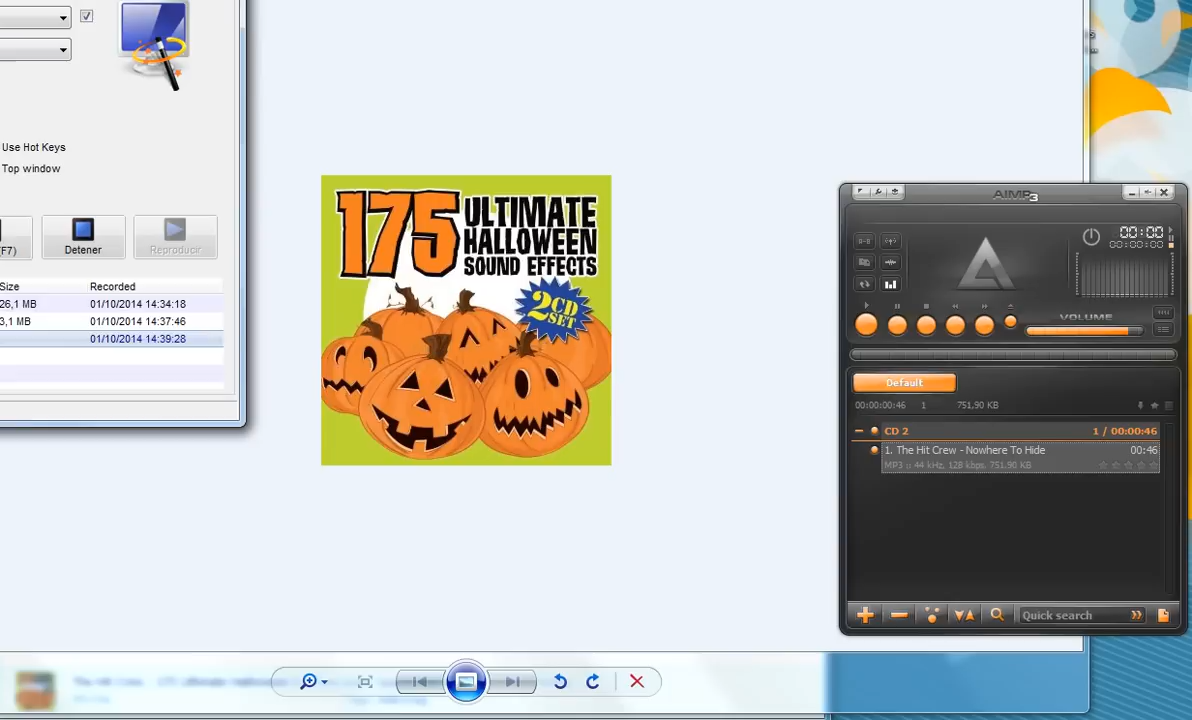 Use Hot Keys
Top window
F7)
Detener
Reproducir
Size
Recorded
26,1 MB
01/10/2014 14:34:18
3,1 MB
01/10/2014 14:37:46
01/10/2014 14:39:28
175
ULTIMATE
HALLOWEEN
SOUND EFFECTS
2CD
SET
AIMP3
00:00
00:00:00
VOLUME
Default
00:00:00:46
1
751,90 KB
CD 2
1 / 00:00:46
1. The Hit Crew - Nowhere To Hide
00:46
MP3 :: 44 kHz, 128 kbps, 751,90 KB
Quick search